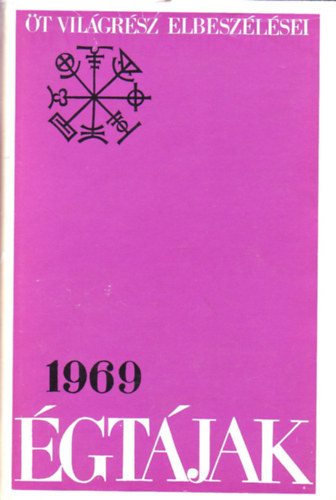 ÖT VILÁGRÉSZ ELBESZÉLÉSEI
1969
ÉGTÁJAK